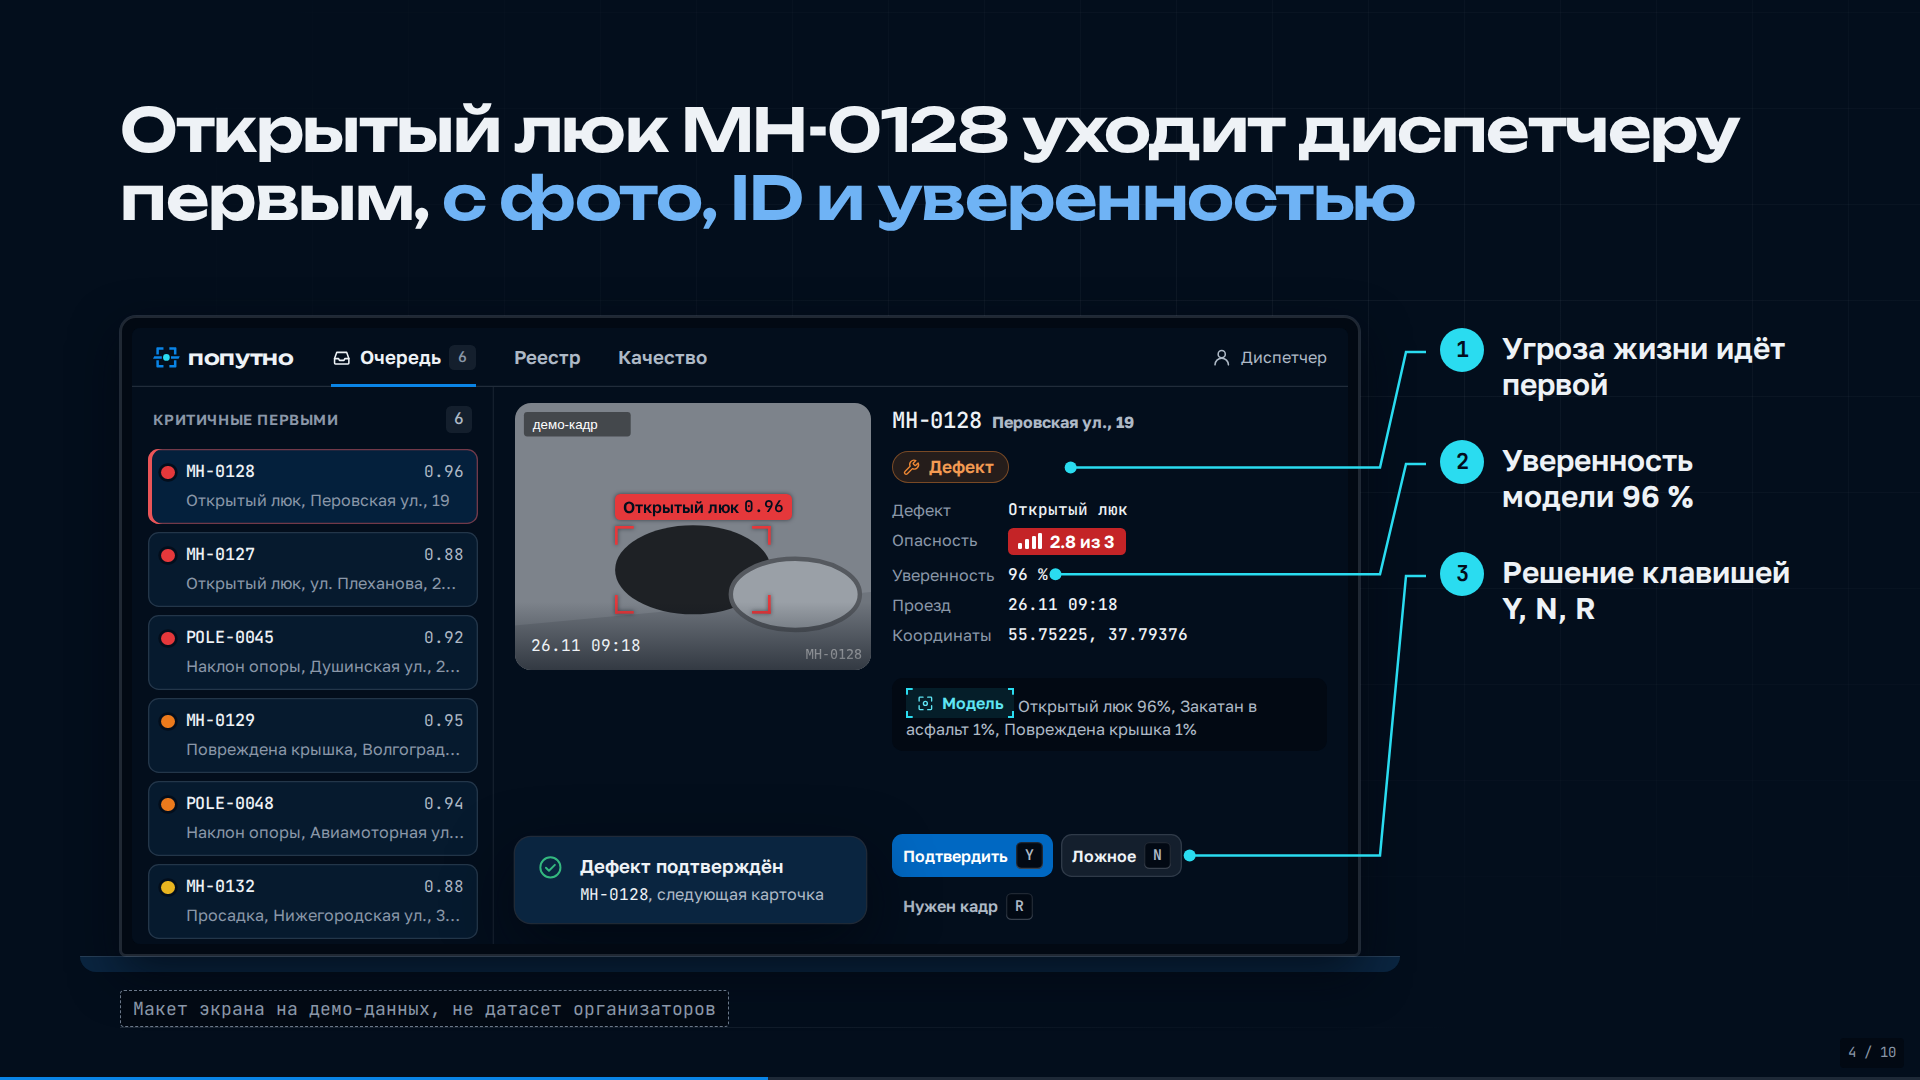 Открытый люк MH-0128 уходит диспетчеру
первым, с фото, ID и уверенностью
попутно
Очередь 6
Реестр
Качество
Диспетчер
КРИТИЧНЫЕ ПЕРВЫМИ 6
MH-0128 0.96
Открытый люк, Перовская ул., 19
MH-0127 0.88
Открытый люк, ул. Плеханова, 2...
POLE-0045 0.92
Наклон опоры, Душинская ул., 2...
MH-0129 0.95
Повреждена крышка, Волгоград...
POLE-0048 0.94
Наклон опоры, Авиамоторная ул...
MH-0132 0.88
Просадка, Нижегородская ул., 3...
демо-кадр
Открытый люк 0.96
26.11 09:18
MH-0128
Дефект подтверждён
MH-0128, следующая карточка
MH-0128 Перовская ул., 19
Дефект
Дефект Открытый люк
Опасность 2.8 из 3
Уверенность 96 %
Проезд 26.11 09:18
Координаты 55.75225, 37.79376
Модель Открытый люк 96%, Закатан в
асфальт 1%, Повреждена крышка 1%
Подтвердить Y
Ложное N
Нужен кадр R
1 Угроза жизни идёт
первой
2 Уверенность
модели 96 %
3 Решение клавишей
Y, N, R
Макет экрана на демо-данных, не датасет организаторов
4 / 10